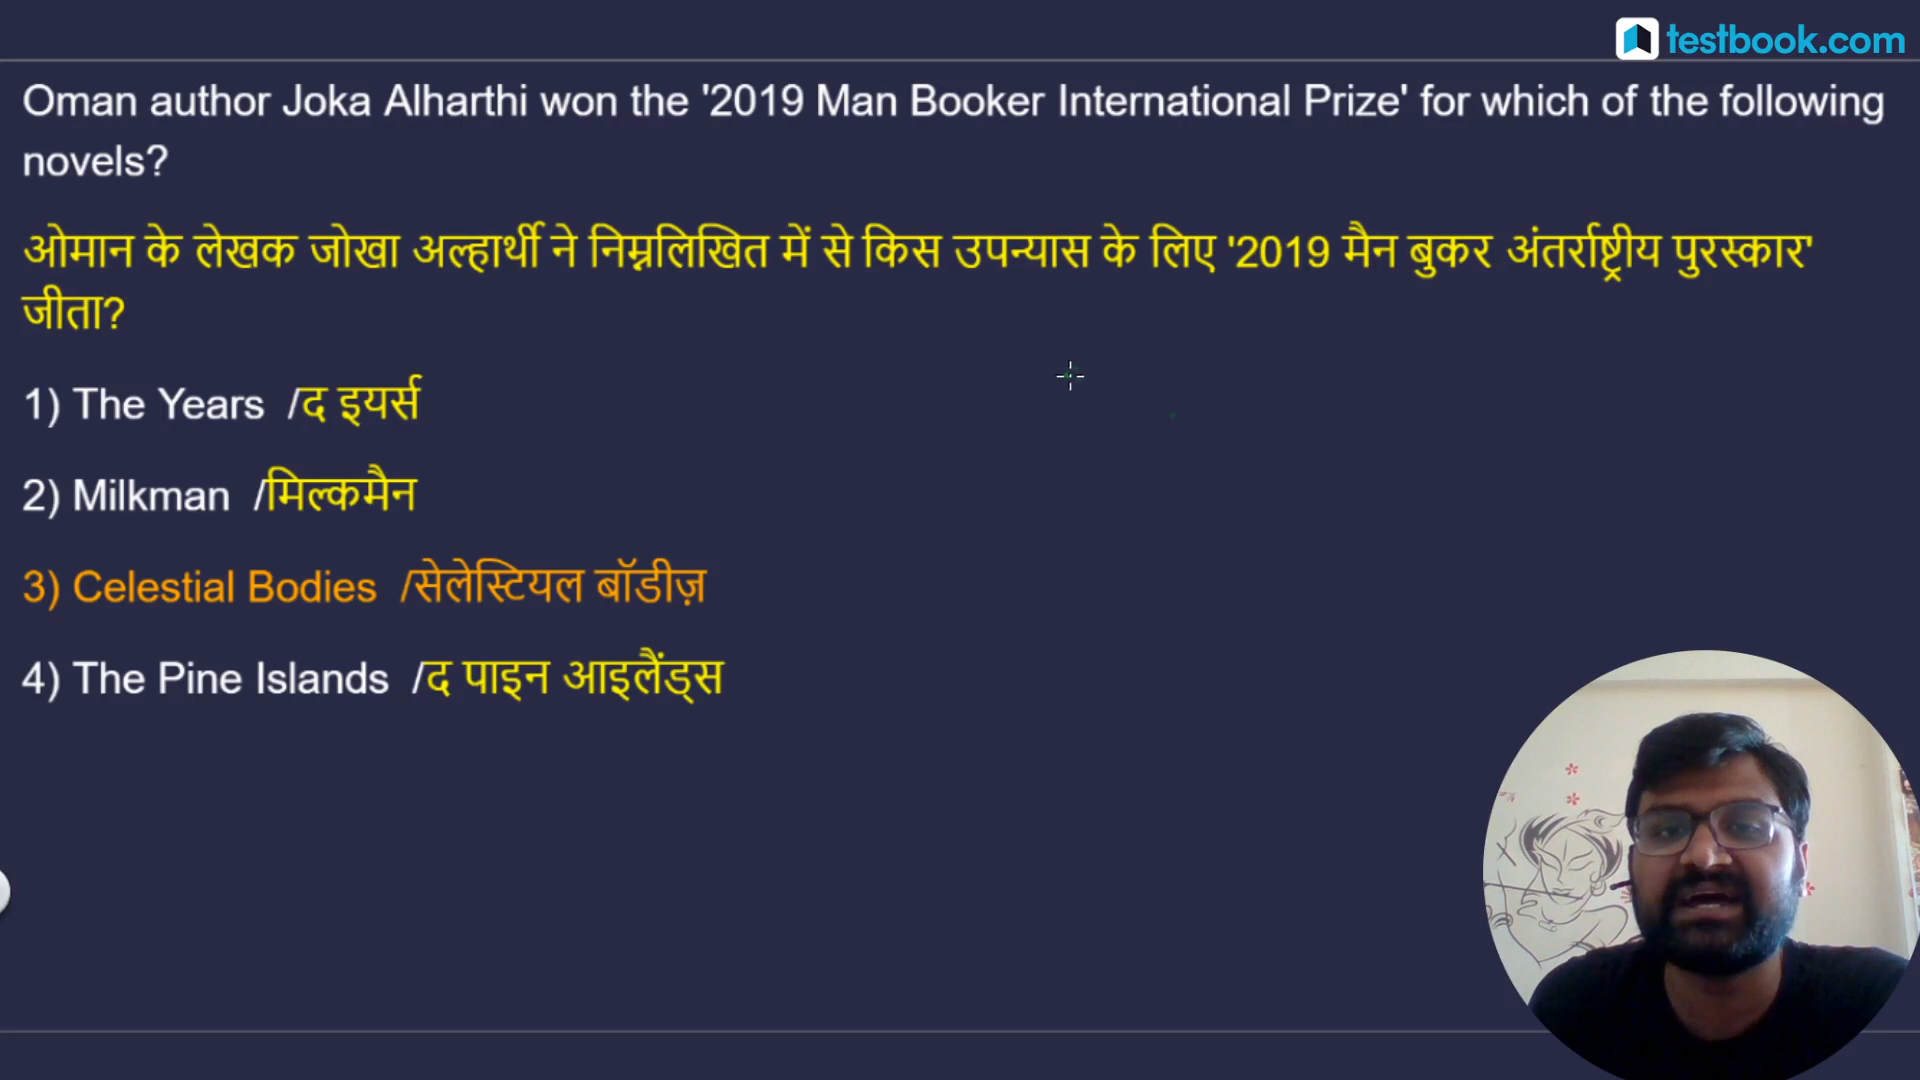 testbook.com
Oman author Joka Alharthi won the '2019 Man Booker International Prize' for which of the following
novels?
ओमान के लेखक जोखा अल्हार्थी ने निम्नलिखित में से किस उपन्यास के लिए '2019 मैन बुकर अंतर्राष्ट्रीय पुरस्कार'
जीता?
1) The Years /द इयर्स
2) Milkman /मिल्कमैन
3) Celestial Bodies /सेलेस्टियल बॉडीज़
4) The Pine Islands /द पाइन आइलैंड्स